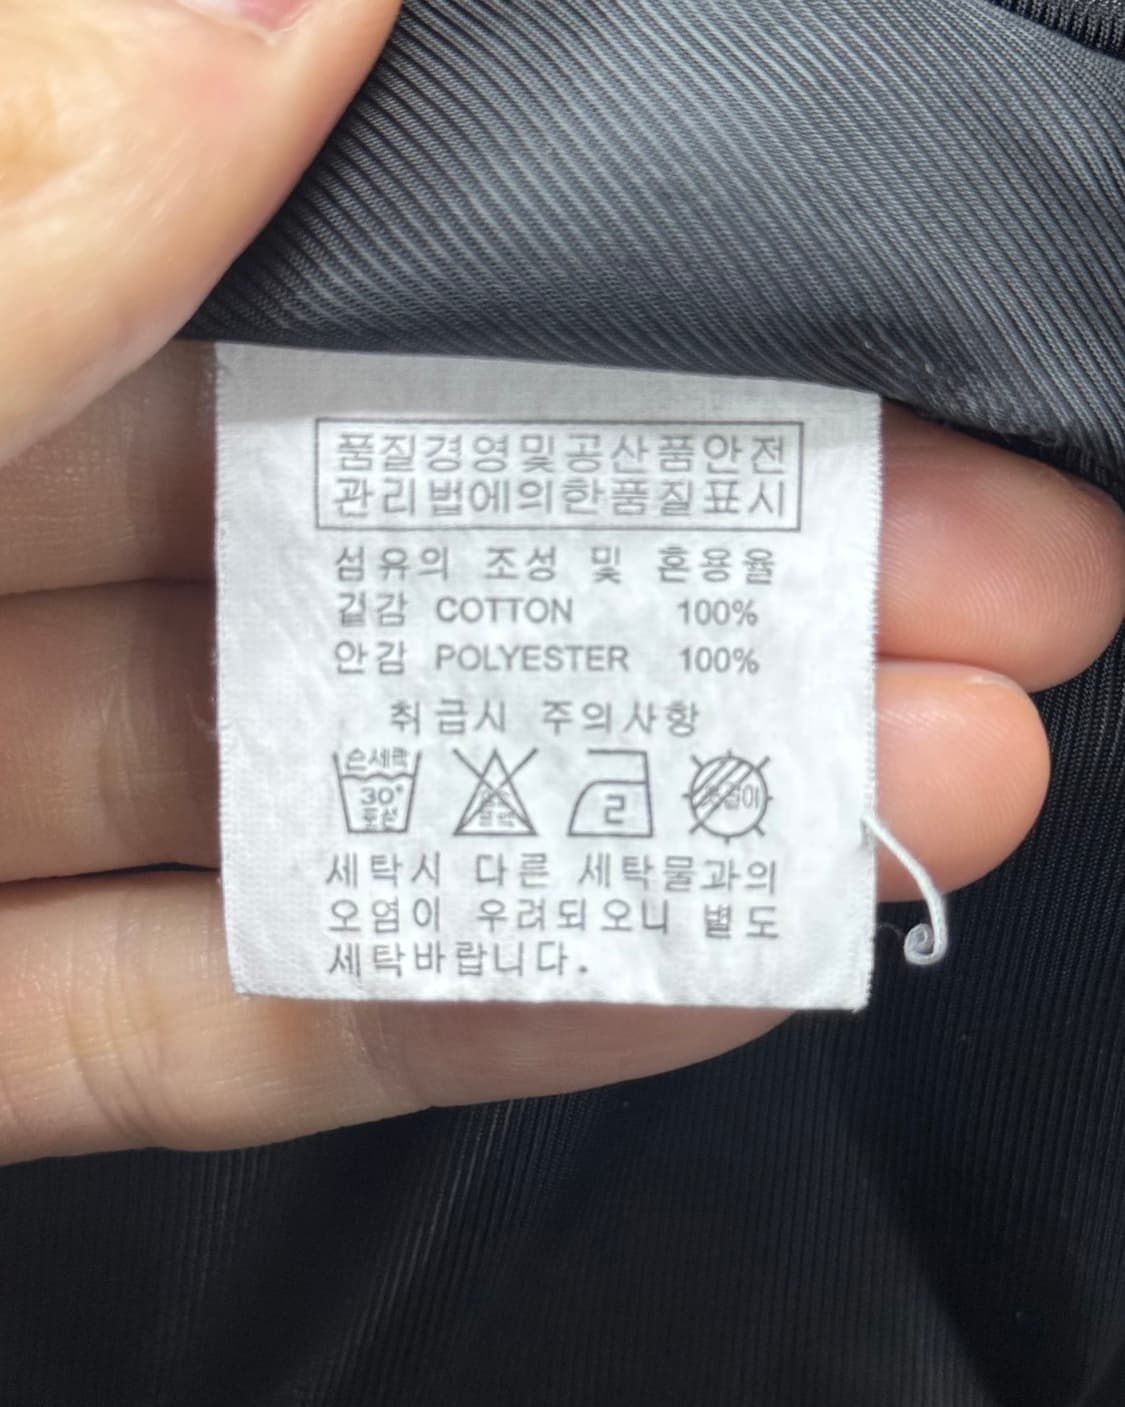 품질경영및공산품안전
관리법에의한품질표시
섬유의 조성 및 혼용율
겉감 COTTON 100%
안감 POLYESTER 100%
취급시 주의사항
손세탁
30°
중성
2
옷걸이
세탁시 다른 세탁물과의
오염이 우려되오니 별도
세탁바랍니다.